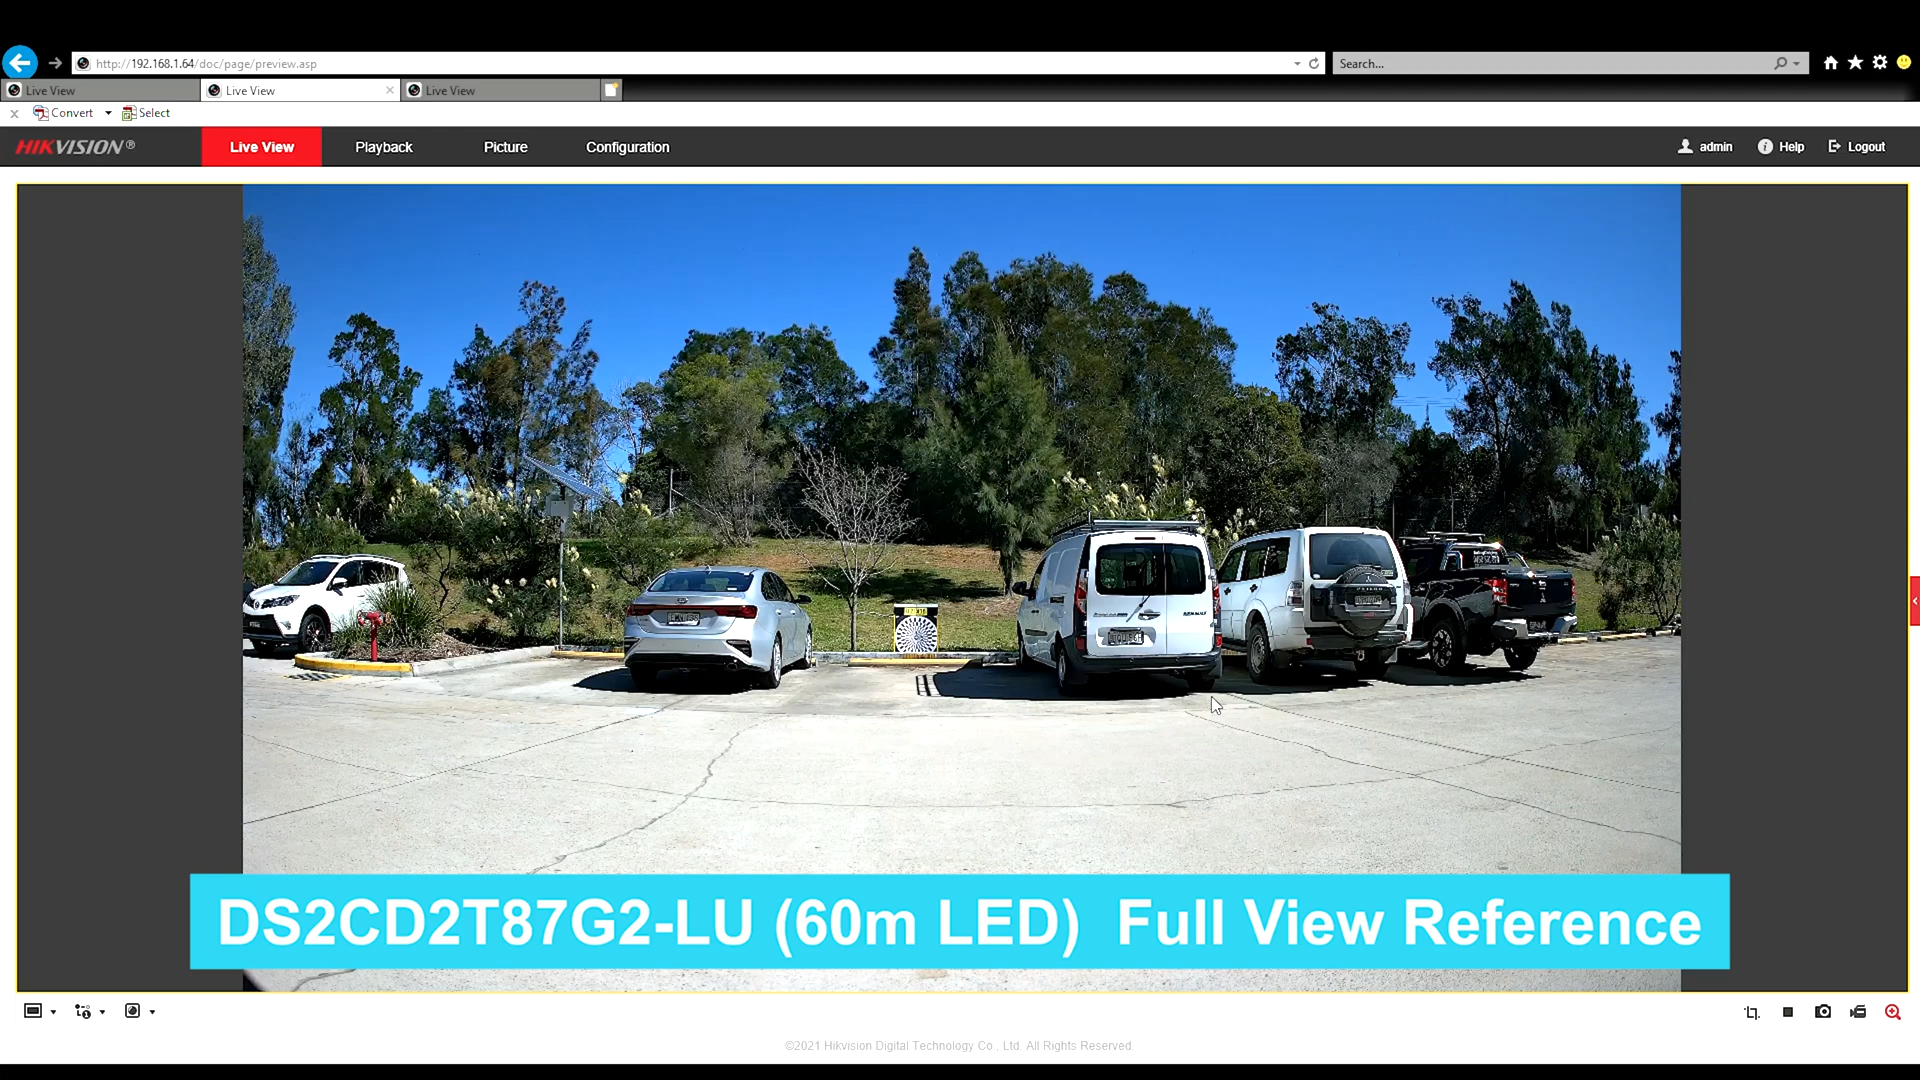 http://192.168.1.64/doc/page/preview.asp
Search...
Live View
Live View
Live View
Convert
Select
HIKVISION®
Live View
Playback
Picture
Configuration
admin
Help
Logout
RENAULT
DS2CD2T87G2-LU (60m LED) Full View Reference
©2021 Hikvision Digital Technology Co., Ltd. All Rights Reserved.